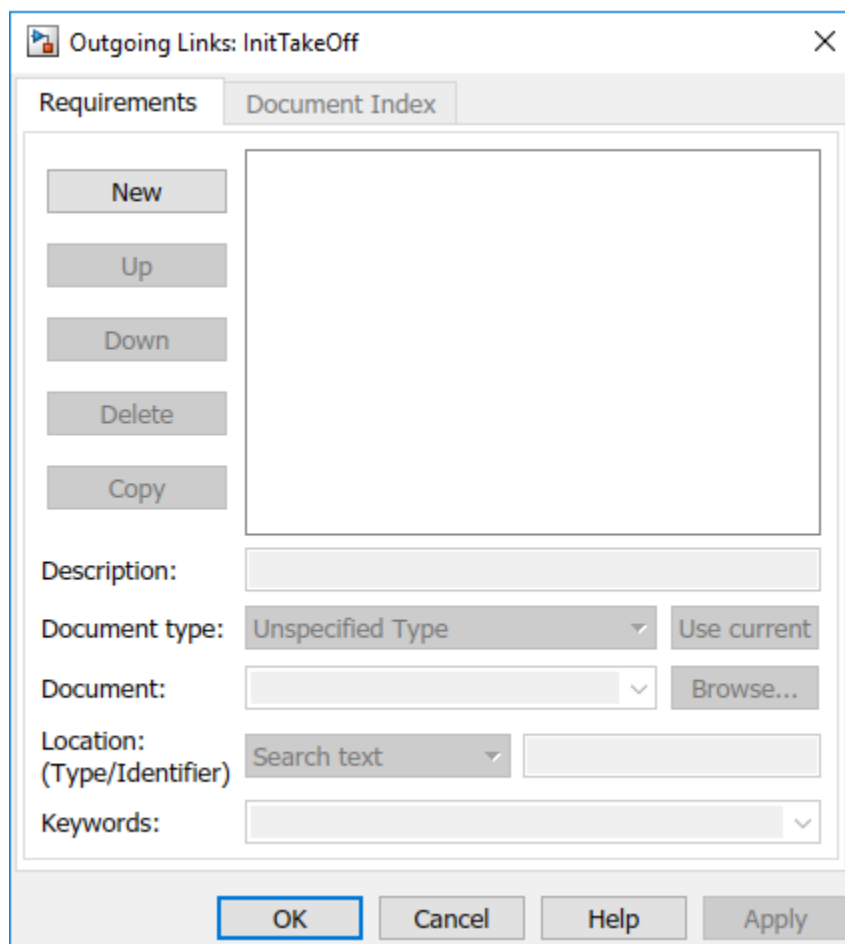 Outgoing Links: InitTakeOff
Requirements Document Index
New
Up
Down
Delete
Copy
Description:
Document type: Unspecified Type Use current
Document: Browse...
Location:
(Type/Identifier) Search text
Keywords:
OK Cancel Help Apply